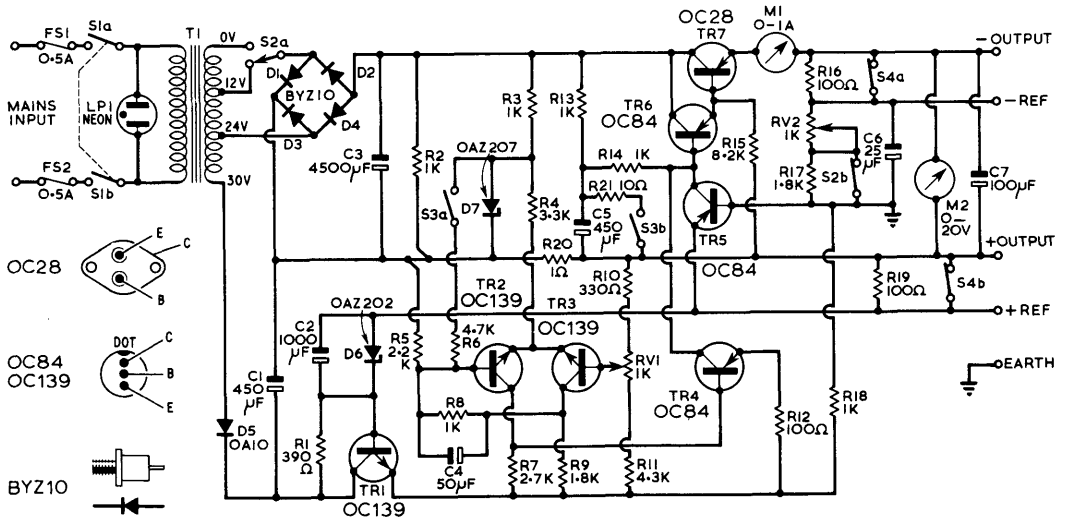 OC28
M1
0-1A
FS1
S1a
0·5A
T1
0V
S2a
TR7
-OUTPUT
D1
D2
12V
BYZ10
R16
100Ω
S4a
MAINS
INPUT
LP1
NEON
R3
1K
R13
1K
TR6
OC84
-REF
24V
D3
D4
RV2
1K
FS2
0·5A
S1b
30V
C3
4500μF
R2
1K
OAZ207
R14 1K
R15
8·2K
C6
25
μF
R17
1·8K
S2b
C7
100μF
S3a
D7
R4
3·3K
R21 10Ω
C5
450
μF
S3b
TR5
OC84
M2
0-
20V
+OUTPUT
E
C
OC28
B
R20
1Ω
R10
330Ω
R19
100Ω
S4b
OAZ202
TR2
OC139
TR3
OC139
+REF
C2
1000
μF
D6
R5
2·2
K
4·7K
R6
DOT
C
OC84
OC139
B
E
C1
450
μF
RV1
1K
TR4
OC84
EARTH
R8
1K
R12
100Ω
R18
1K
D5
OA10
R1
390
Ω
C4
50μF
R7
2·7K
R9
1·8K
R11
4·3K
BYZ10
TR1
OC139